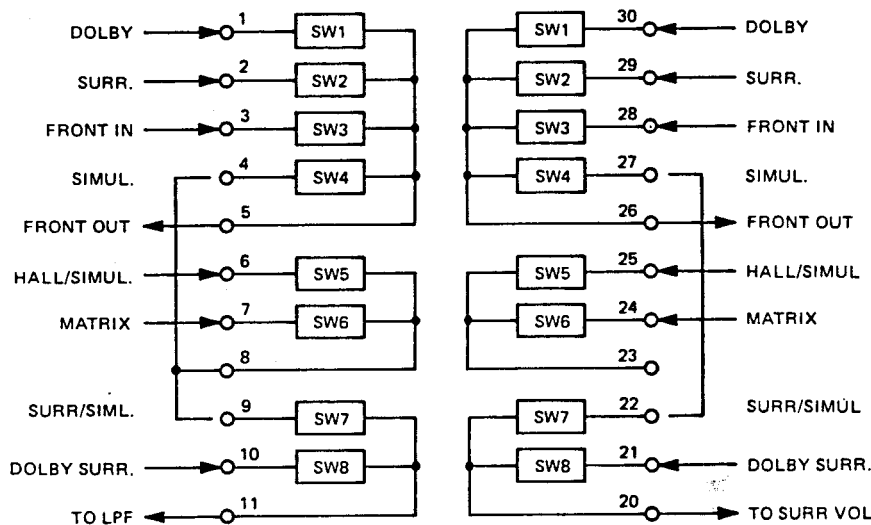 1 30
DOLBY SW1 SW1 DOLBY
2 29
SURR. SW2 SW2 SURR.
3 28
FRONT IN SW3 SW3 FRONT IN
4 27
SIMUL. SW4 SW4 SIMUL.
5 26
FRONT OUT FRONT OUT
6 25
HALL/SIMUL. SW5 SW5 HALL/SIMUL
7 24
MATRIX SW6 SW6 MATRIX
8 23
9 22
SURR/SIML. SW7 SW7 SURR/SIMÚL
10 21
DOLBY SURR. SW8 SW8 DOLBY SURR.
11 20
TO LPF TO SURR VOL